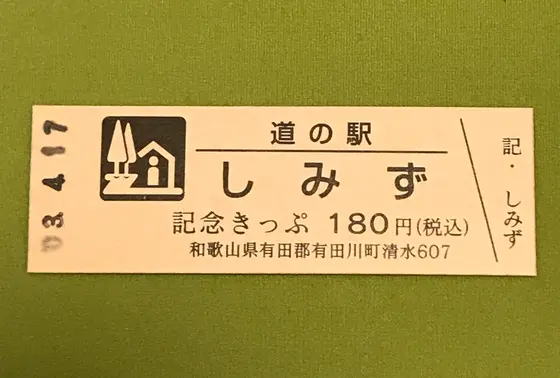 03.4.17
道の駅
しみず
記念きっぷ 180円(税込)
和歌山県有田郡有田川町清水607
記・しみず